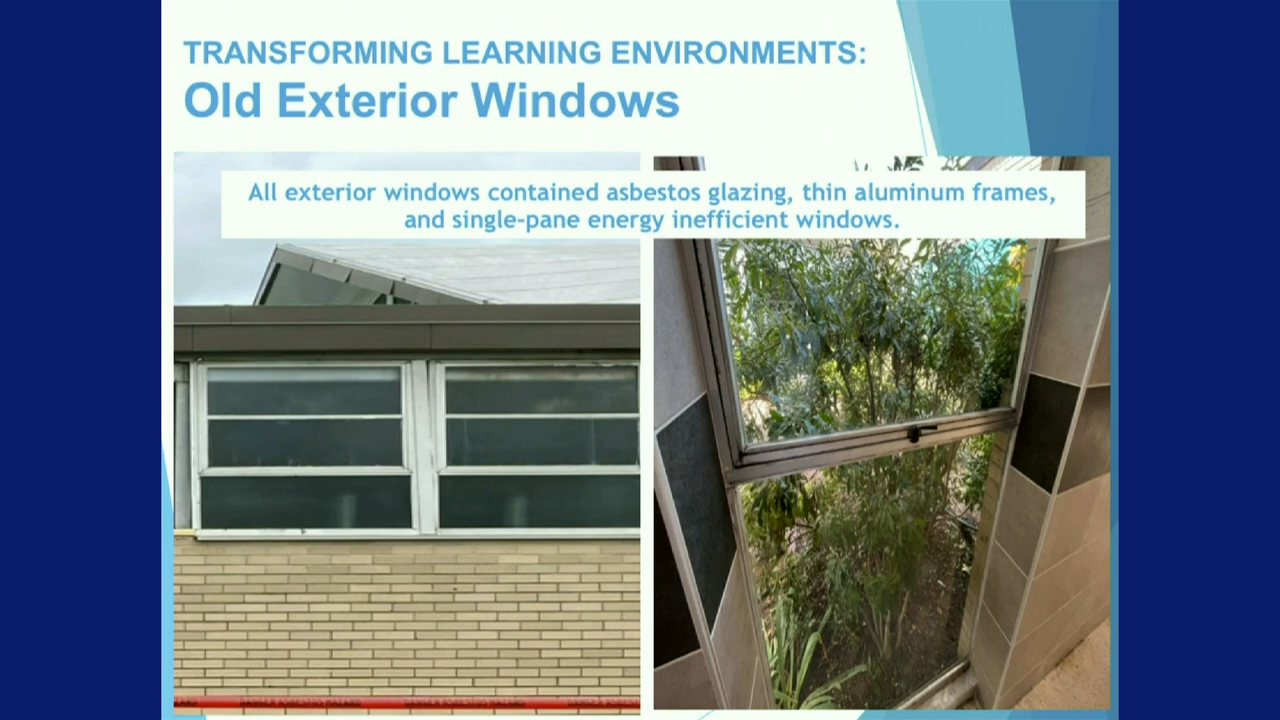 TRANSFORMING LEARNING ENVIRONMENTS:
Old Exterior Windows
All exterior windows contained asbestos glazing, thin aluminum frames,
and single-pane energy inefficient windows.